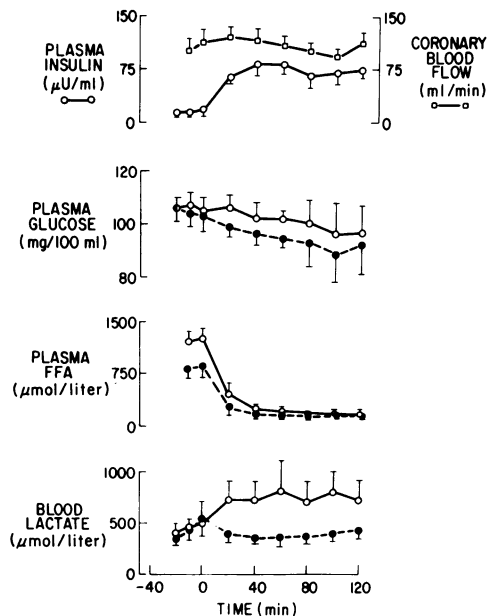 150
75
0
PLASMA
INSULIN
(μU/ml)
150
75
0
CORONARY
BLOOD
FLOW
(ml/min)
120
100
80
PLASMA
GLUCOSE
(mg/100 ml)
1500
750
0
PLASMA
FFA
(μmol/liter)
1000
500
0
BLOOD
LACTATE
(μmol/liter)
-40 0 40 80 120
TIME (min)